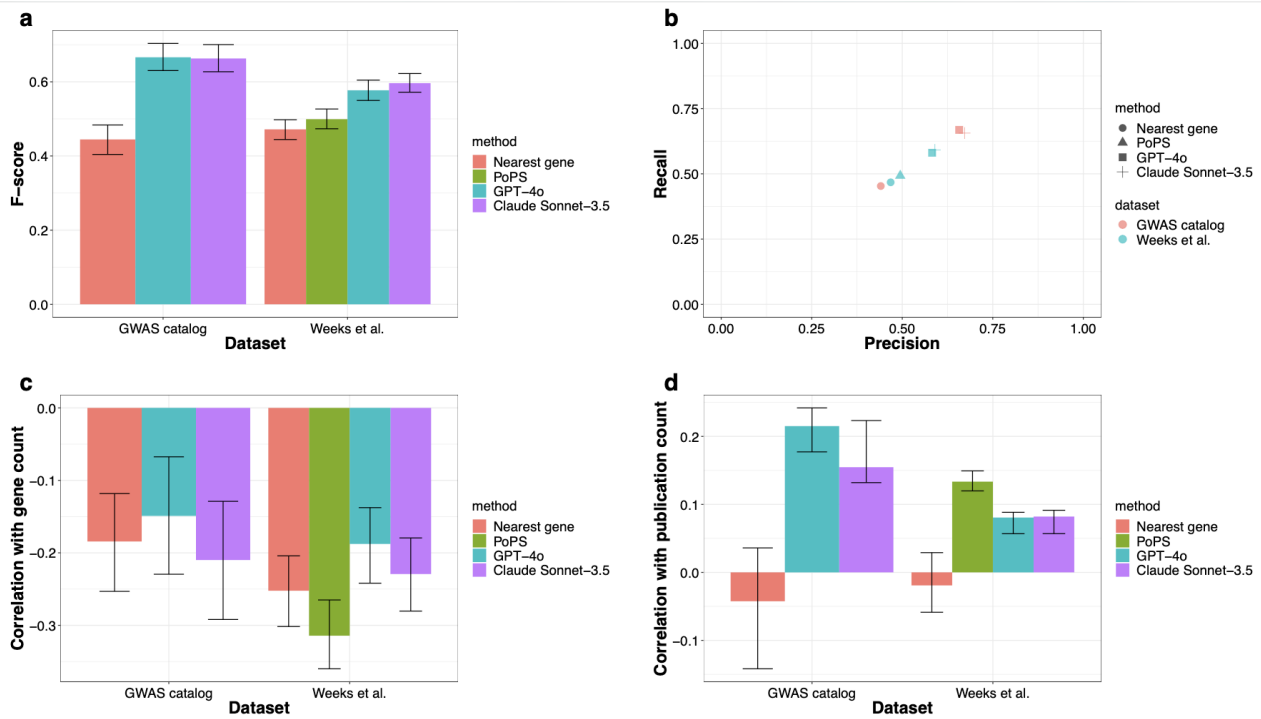 a
F−score
0.6
0.4
0.2
0.0
GWAS catalog
Weeks et al.
Dataset
method
Nearest gene
PoPS
GPT−4o
Claude Sonnet−3.5
b
Recall
1.00
0.75
0.50
0.25
0.00
0.00 0.25 0.50 0.75 1.00
Precision
method
Nearest gene
PoPS
GPT−4o
Claude Sonnet−3.5
dataset
GWAS catalog
Weeks et al.
c
Correlation with gene count
0.0
−0.1
−0.2
−0.3
GWAS catalog
Weeks et al.
Dataset
method
Nearest gene
PoPS
GPT−4o
Claude Sonnet−3.5
d
Correlation with publication count
0.2
0.1
0.0
−0.1
GWAS catalog
Weeks et al.
Dataset
method
Nearest gene
PoPS
GPT−4o
Claude Sonnet−3.5